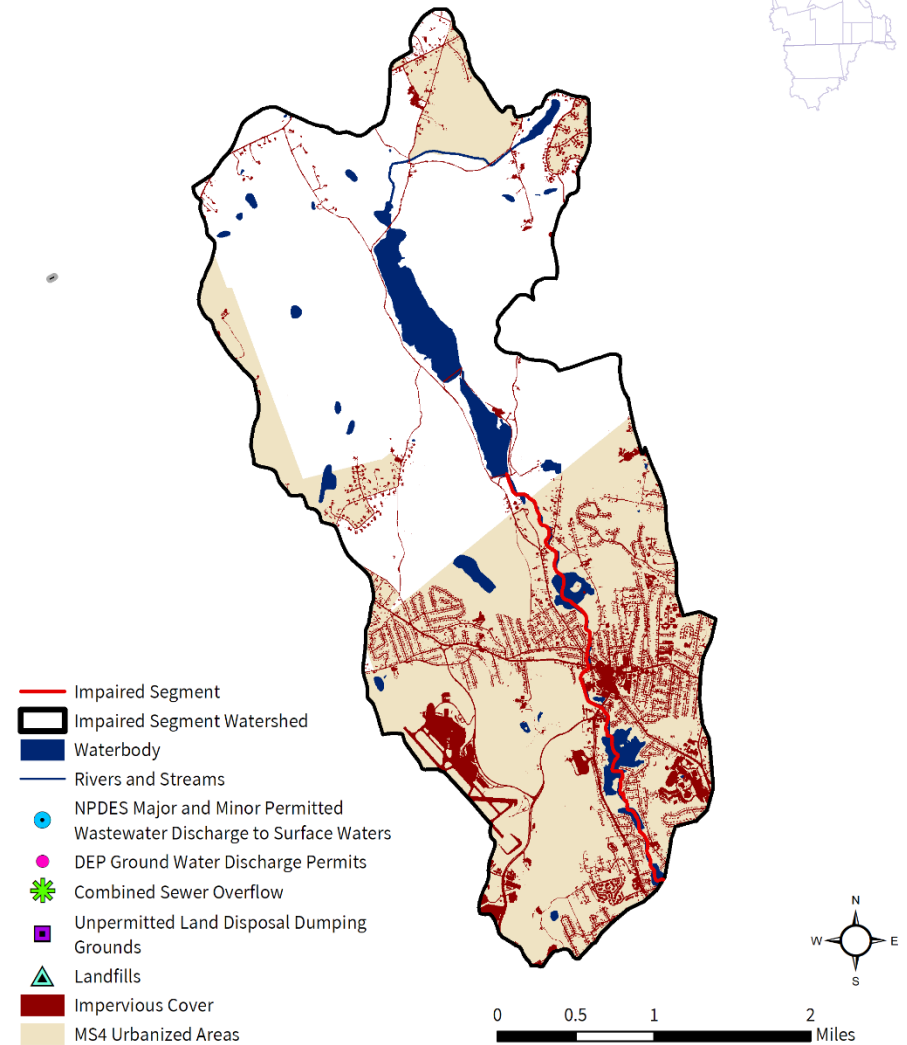 Impaired Segment
Impaired Segment Watershed
Waterbody
Rivers and Streams
NPDES Major and Minor Permitted
Wastewater Discharge to Surface Waters
DEP Ground Water Discharge Permits
Combined Sewer Overflow
Unpermitted Land Disposal Dumping
Grounds
Landfills
Impervious Cover
MS4 Urbanized Areas
N
W E
S
0 0.5 1 2
Miles